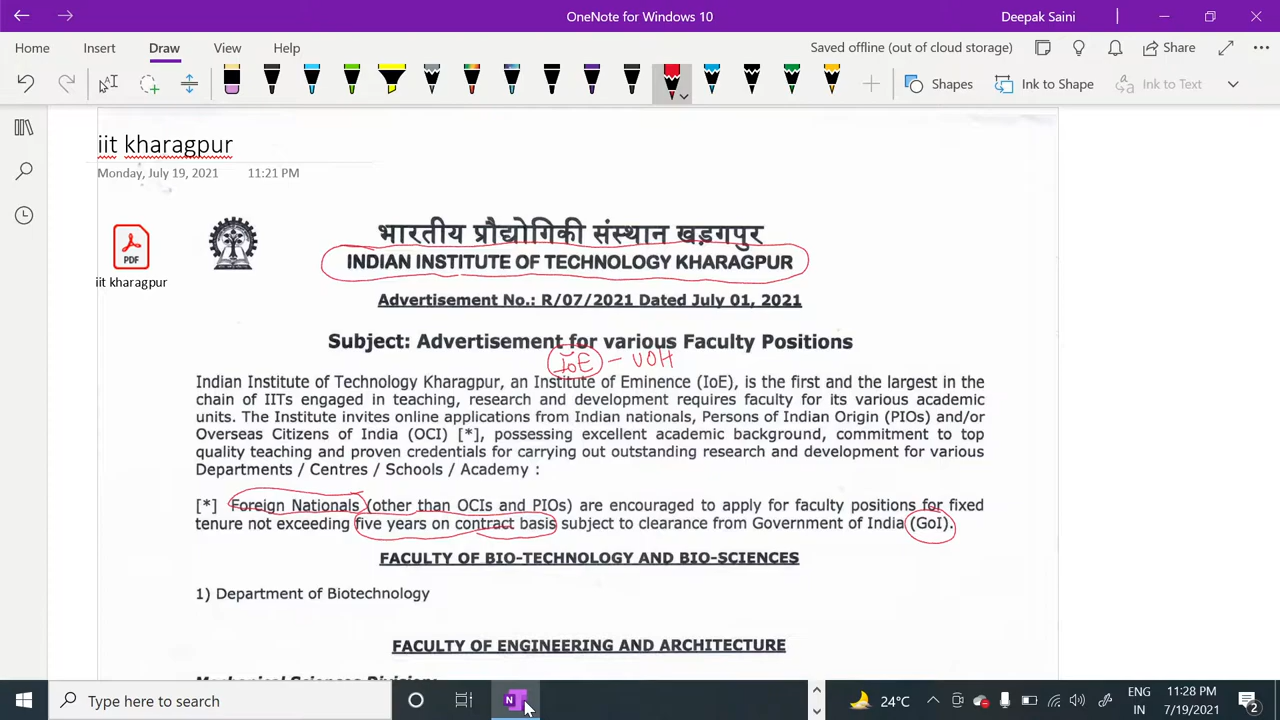 OneNote for Windows 10
Deepak Saini
Home Insert Draw View Help
Saved offline (out of cloud storage)
Share
Shapes
Ink to Shape
Ink to Text
iit kharagpur
Monday, July 19, 2021 11:21 PM
PDF
iit kharagpur
भारतीय प्रौद्योगिकी संस्थान खड़गपुर
INDIAN INSTITUTE OF TECHNOLOGY KHARAGPUR
Advertisement No.: R/07/2021 Dated July 01, 2021
Subject: Advertisement for various Faculty Positions
IoE - UOH
Indian Institute of Technology Kharagpur, an Institute of Eminence (IoE), is the first and the largest in the
chain of IITs engaged in teaching, research and development requires faculty for its various academic
units. The Institute invites online applications from Indian nationals, Persons of Indian Origin (PIOs) and/or
Overseas Citizens of India (OCI) [*], possessing excellent academic background, commitment to top
quality teaching and proven credentials for carrying out outstanding research and development for various
Departments / Centres / Schools / Academy :
[*] Foreign Nationals (other than OCIs and PIOs) are encouraged to apply for faculty positions for fixed
tenure not exceeding five years on contract basis subject to clearance from Government of India (GoI).
FACULTY OF BIO-TECHNOLOGY AND BIO-SCIENCES
1) Department of Biotechnology
FACULTY OF ENGINEERING AND ARCHITECTURE
Mechanical Sciences Division:
Type here to search
24°C
ENG
IN
11:28 PM
7/19/2021
2